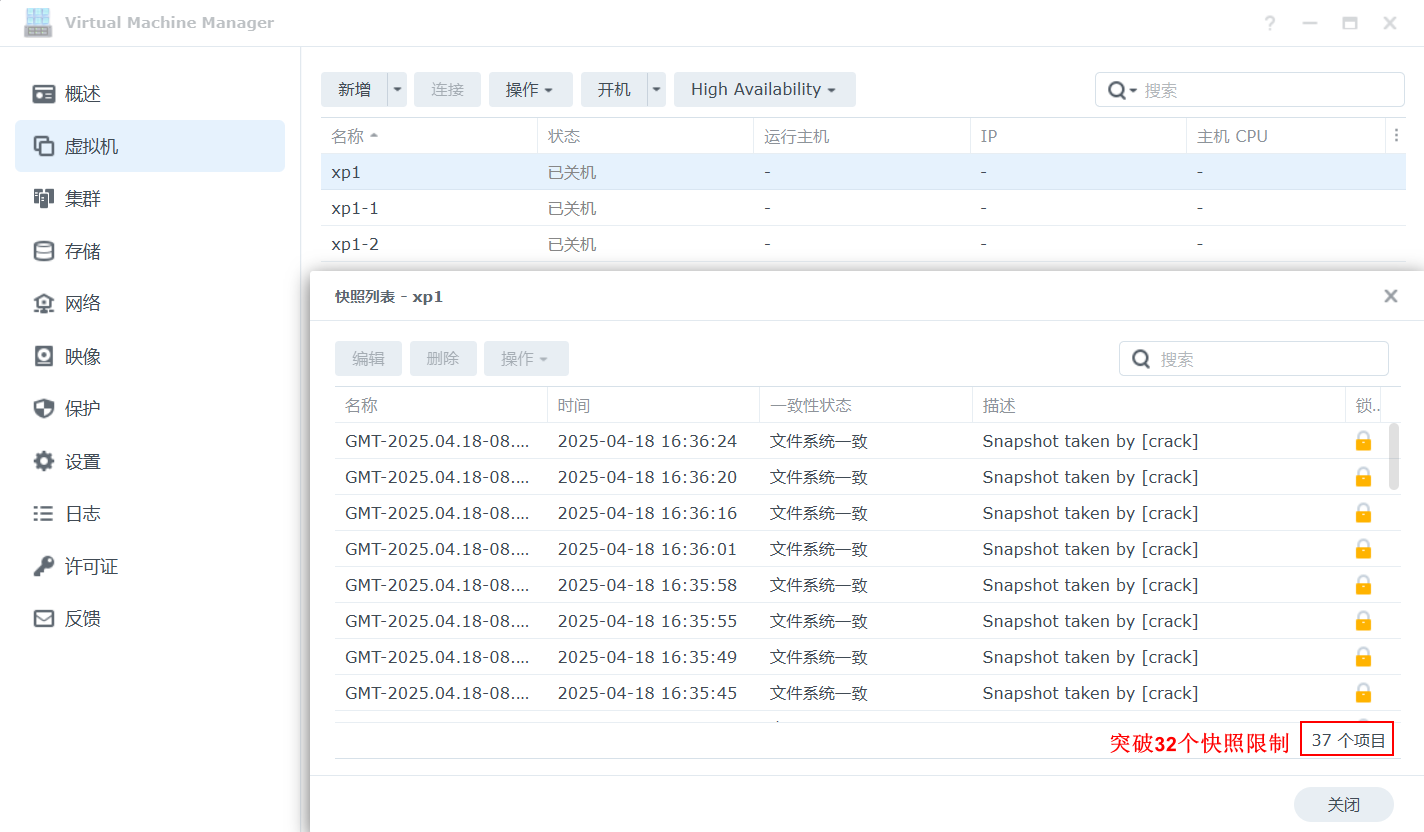 Virtual Machine Manager
概述
虚拟机
集群
存储
网络
映像
保护
设置
日志
许可证
反馈
新增 连接 操作 开机 High Availability 搜索
名称 状态 运行主机 IP 主机 CPU
xp1 已关机 - - -
xp1-1 已关机 - - -
xp1-2 已关机 - - -
快照列表 - xp1
编辑 删除 操作 搜索
名称 时间 一致性状态 描述 锁..
GMT-2025.04.18-08.... 2025-04-18 16:36:24 文件系统一致 Snapshot taken by [crack]
GMT-2025.04.18-08.... 2025-04-18 16:36:20 文件系统一致 Snapshot taken by [crack]
GMT-2025.04.18-08.... 2025-04-18 16:36:16 文件系统一致 Snapshot taken by [crack]
GMT-2025.04.18-08.... 2025-04-18 16:36:01 文件系统一致 Snapshot taken by [crack]
GMT-2025.04.18-08.... 2025-04-18 16:35:58 文件系统一致 Snapshot taken by [crack]
GMT-2025.04.18-08.... 2025-04-18 16:35:55 文件系统一致 Snapshot taken by [crack]
GMT-2025.04.18-08.... 2025-04-18 16:35:49 文件系统一致 Snapshot taken by [crack]
GMT-2025.04.18-08.... 2025-04-18 16:35:45 文件系统一致 Snapshot taken by [crack]
突破32个快照限制 37 个项目
关闭